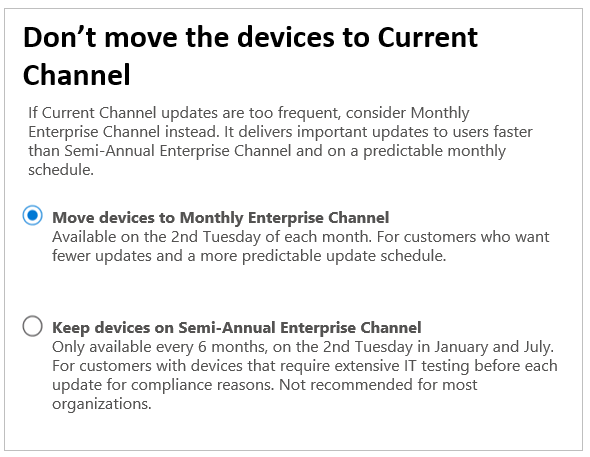 Don’t move the devices to Current
Channel
If Current Channel updates are too frequent, consider Monthly
Enterprise Channel instead. It delivers important updates to users faster
than Semi-Annual Enterprise Channel and on a predictable monthly
schedule.
Move devices to Monthly Enterprise Channel
Available on the 2nd Tuesday of each month. For customers who want
fewer updates and a more predictable update schedule.
Keep devices on Semi-Annual Enterprise Channel
Only available every 6 months, on the 2nd Tuesday in January and July.
For customers with devices that require extensive IT testing before each
update for compliance reasons. Not recommended for most
organizations.